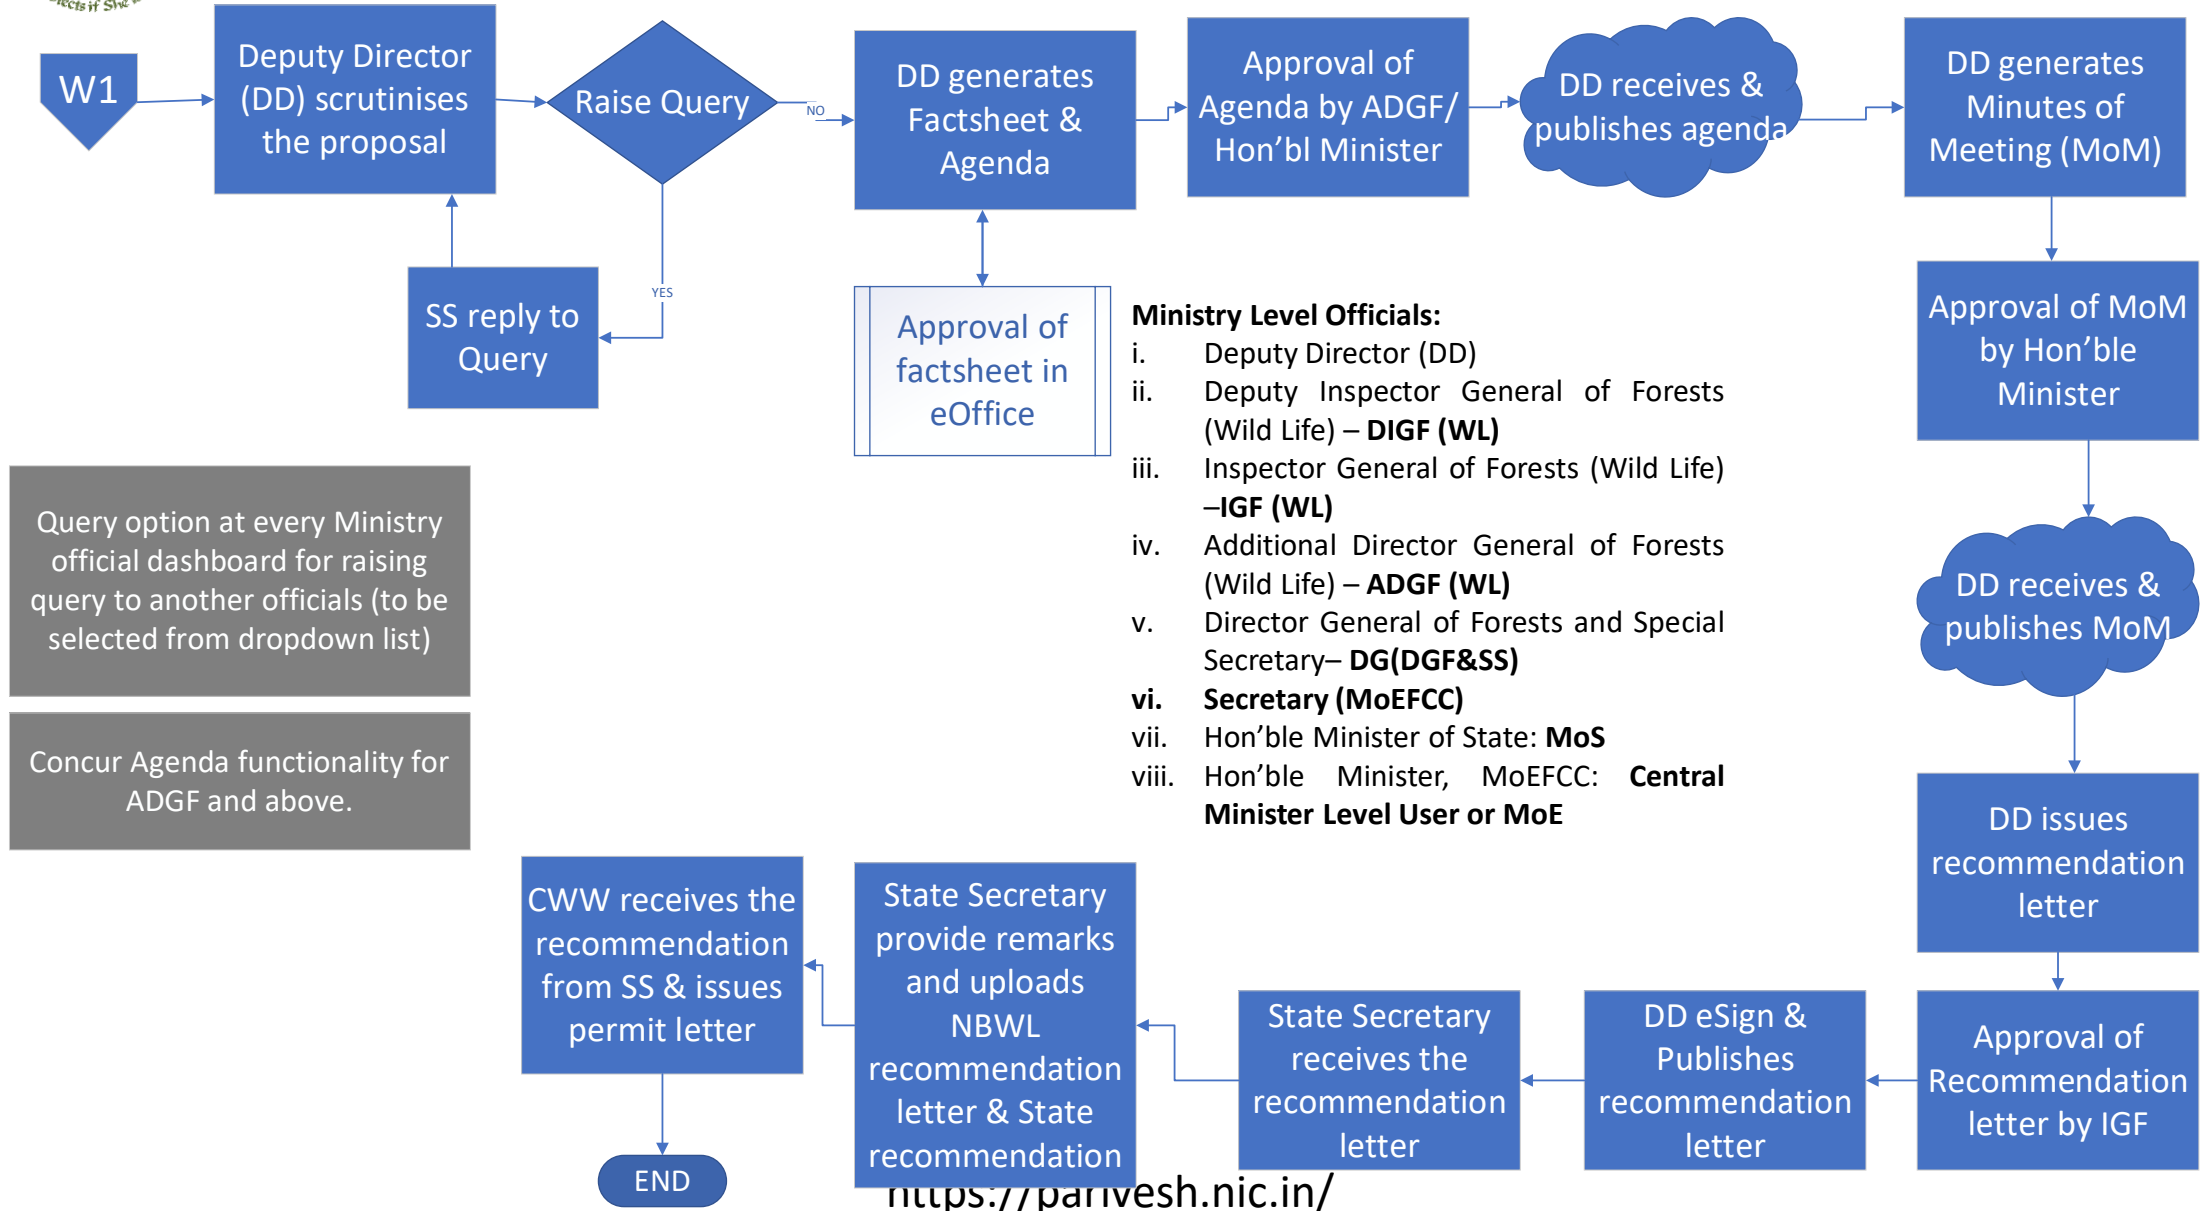 W1
Deputy Director
(DD) scrutinises
the proposal
Raise Query
NO
DD generates
Factsheet &
Agenda
Approval of
Agenda by ADGF/
Hon'bl Minister
DD receives &
publishes agenda
DD generates
Minutes of
Meeting (MoM)
YES
SS reply to
Query
Approval of
factsheet in
eOffice
Ministry Level Officials:
i. Deputy Director (DD)
ii. Deputy Inspector General of Forests
(Wild Life) – DIGF (WL)
iii. Inspector General of Forests (Wild Life)
–IGF (WL)
iv. Additional Director General of Forests
(Wild Life) – ADGF (WL)
v. Director General of Forests and Special
Secretary– DG(DGF&SS)
vi. Secretary (MoEFCC)
vii. Hon'ble Minister of State: MoS
viii. Hon'ble Minister, MoEFCC: Central
Minister Level User or MoE
Approval of MoM
by Hon'ble
Minister
Query option at every Ministry
official dashboard for raising
query to another officials (to be
selected from dropdown list)
DD receives &
publishes MoM
Concur Agenda functionality for
ADGF and above.
DD issues
recommendation
letter
Approval of
Recommendation
letter by IGF
DD eSign &
Publishes
recommendation
letter
State Secretary
receives the
recommendation
letter
State Secretary
provide remarks
and uploads
NBWL
recommendation
letter & State
recommendation
CWW receives the
recommendation
from SS & issues
permit letter
END
https://parivesh.nic.in/